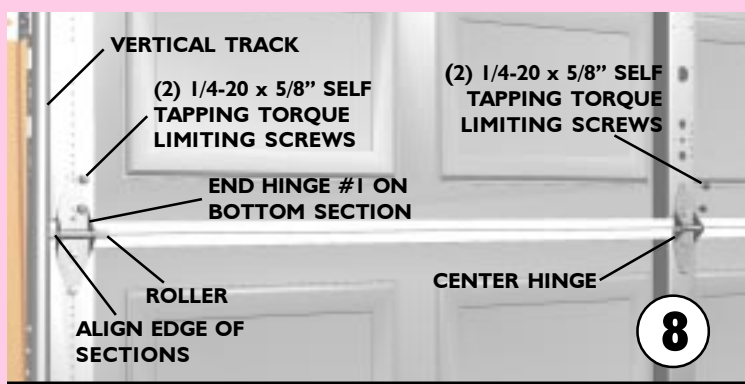 VERTICAL TRACK
(2) 1/4-20 x 5/8” SELF
TAPPING TORQUE
LIMITING SCREWS
(2) 1/4-20 x 5/8” SELF
TAPPING TORQUE
LIMITING SCREWS
END HINGE #1 ON
BOTTOM SECTION
ROLLER
CENTER HINGE
ALIGN EDGE OF
SECTIONS
8